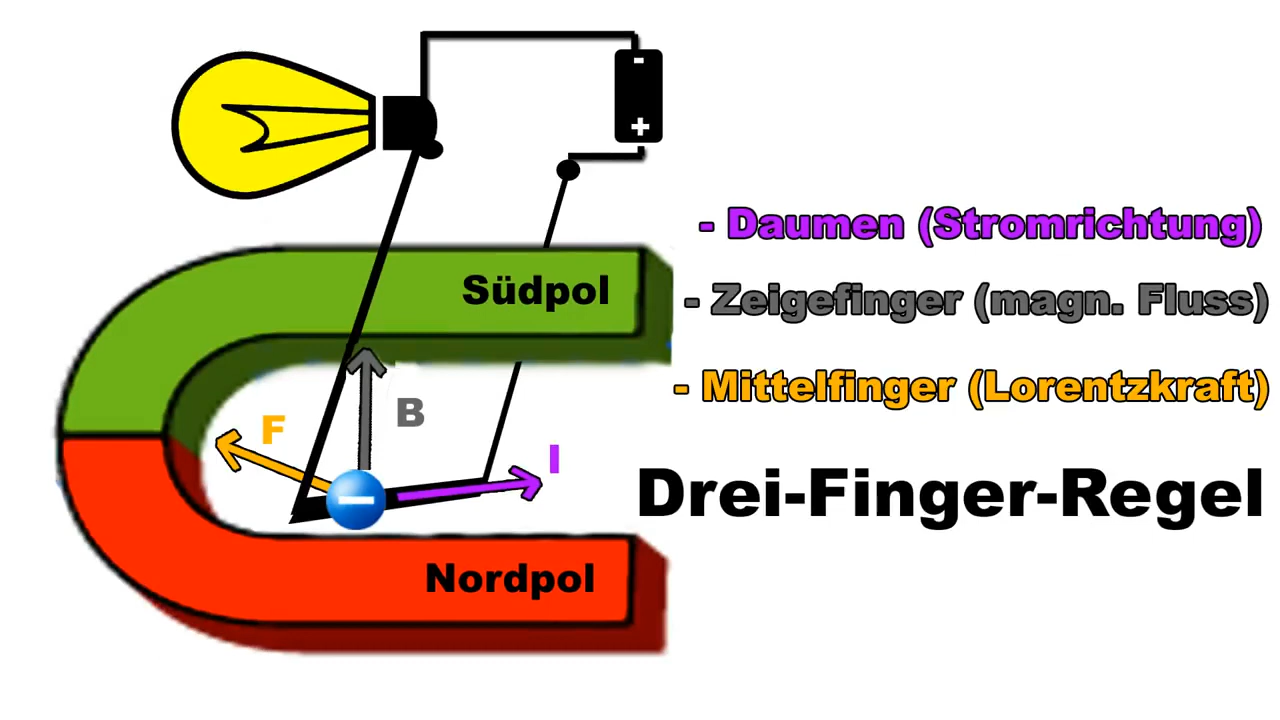 -
+
- Daumen (Stromrichtung)
Südpol
- Zeigefinger (magn. Fluss)
- Mittelfinger (Lorentzkraft)
B
F
I
Drei-Finger-Regel
Nordpol